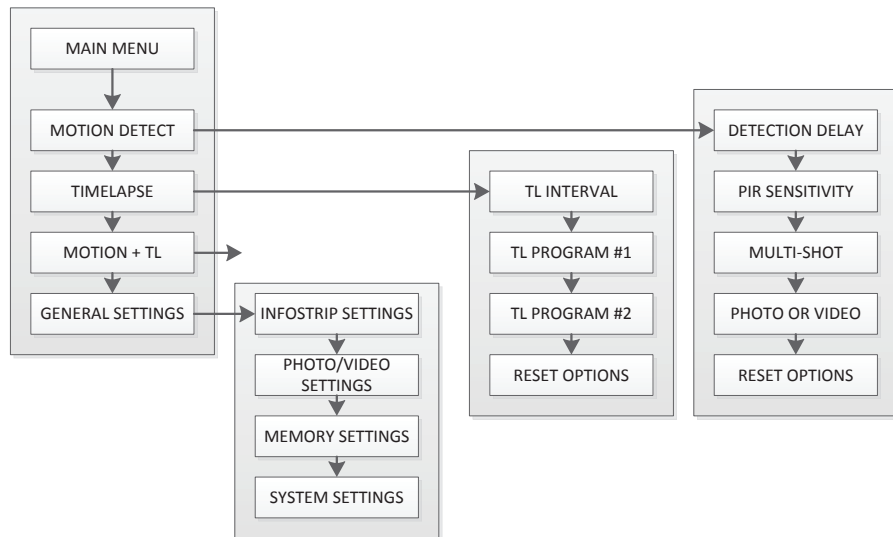 MAIN MENU
MOTION DETECT
TIMELAPSE
MOTION + TL
GENERAL SETTINGS
INFOSTRIP SETTINGS
PHOTO/VIDEO
SETTINGS
MEMORY SETTINGS
SYSTEM SETTINGS
TL INTERVAL
TL PROGRAM #1
TL PROGRAM #2
RESET OPTIONS
DETECTION DELAY
PIR SENSITIVITY
MULTI-SHOT
PHOTO OR VIDEO
RESET OPTIONS